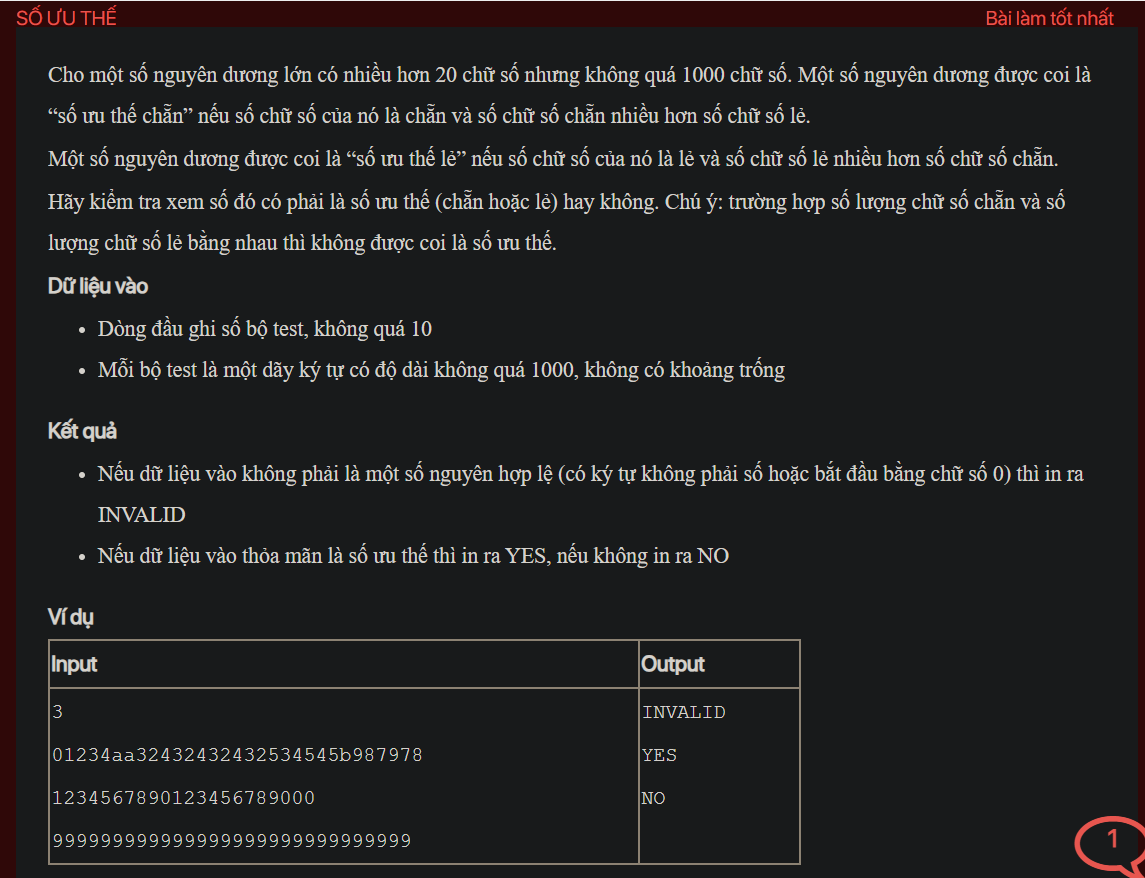 SỐ ƯU THẾ
Bài làm tốt nhất
Cho một số nguyên dương lớn có nhiều hơn 20 chữ số nhưng không quá 1000 chữ số. Một số nguyên dương được coi là
“số ưu thế chẵn” nếu số chữ số của nó là chẵn và số chữ số chẵn nhiều hơn số chữ số lẻ.
Một số nguyên dương được coi là “số ưu thế lẻ” nếu số chữ số của nó là lẻ và số chữ số lẻ nhiều hơn số chữ số chẵn.
Hãy kiểm tra xem số đó có phải là số ưu thế (chẵn hoặc lẻ) hay không. Chú ý: trường hợp số lượng chữ số chẵn và số
lượng chữ số lẻ bằng nhau thì không được coi là số ưu thế.
Dữ liệu vào
• Dòng đầu ghi số bộ test, không quá 10
• Mỗi bộ test là một dãy ký tự có độ dài không quá 1000, không có khoảng trống
Kết quả
• Nếu dữ liệu vào không phải là một số nguyên hợp lệ (có ký tự không phải số hoặc bắt đầu bằng chữ số 0) thì in ra
INVALID
• Nếu dữ liệu vào thỏa mãn là số ưu thế thì in ra YES, nếu không in ra NO
Ví dụ
Input Output
3 INVALID
01234aa32432432432534545b987978 YES
1234567890123456789000 NO
999999999999999999999999999999
1